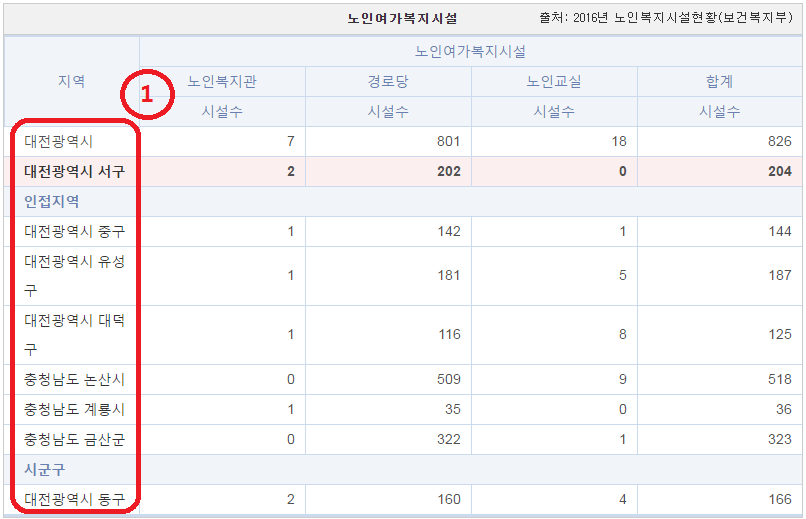 노인여가복지시설 출처: 2016년 노인복지시설현황(보건복지부)
지역 노인여가복지시설
노인복지관 경로당 노인교실 합계
시설수 시설수 시설수 시설수
1
대전광역시 7 801 18 826
대전광역시 서구 2 202 0 204
인접지역
대전광역시 중구 1 142 1 144
대전광역시 유성
구 1 181 5 187
대전광역시 대덕
구 1 116 8 125
충청남도 논산시 0 509 9 518
충청남도 계룡시 1 35 0 36
충청남도 금산군 0 322 1 323
시군구
대전광역시 동구 2 160 4 166